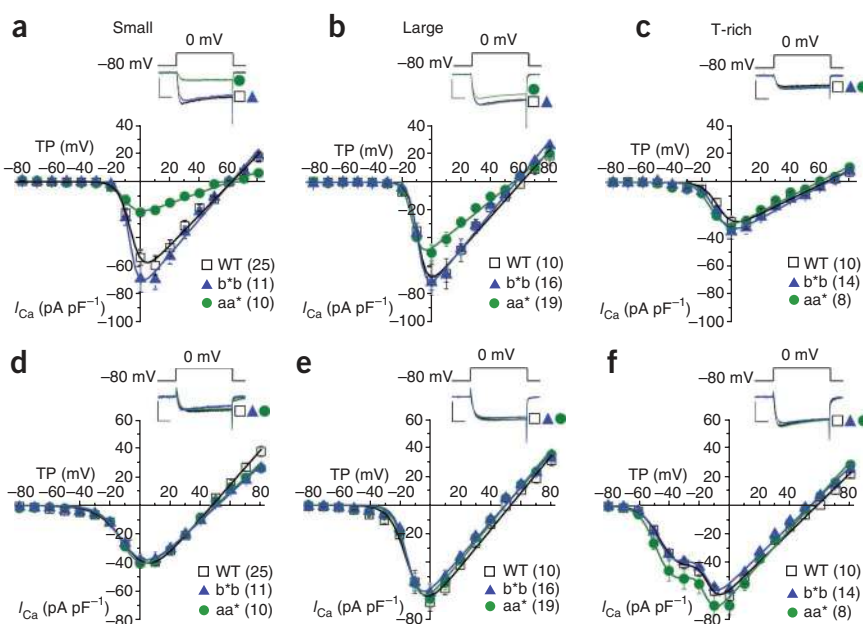 a Small
0 mV
−80 mV
TP (mV)
40
20
−80 −60 −40 −20
20 40 60 80
−20
−40
−60
−80
−100
WT (25)
b*b (11)
aa* (10)
I Ca (pA pF−1)
b Large
0 mV
−80 mV
TP (mV)
40
20
−80 −60 −40 −20
20 40 60 80
−20
−40
−60
−80
−100
WT (10)
b*b (16)
aa* (19)
I Ca (pA pF−1)
c T-rich
0 mV
−80 mV
TP (mV)
40
20
−80 −60 −40 −20
20 40 60 80
−20
−40
−60
−80
−100
WT (10)
b*b (14)
aa* (8)
I Ca (pA pF−1)
d
0 mV
−80 mV
TP (mV)
60
40
20
−80 −60 −40 −20
20 40 60 80
−20
−40
−60
−80
WT (25)
b*b (11)
aa* (10)
I Ca (pA pF−1)
e
0 mV
−80 mV
TP (mV)
60
40
20
−80 −60 −40 −20
20 40 60 80
−20
−40
−60
−80
WT (10)
b*b (16)
aa* (19)
I Ca (pA pF−1)
f
0 mV
−80 mV
TP (mV)
60
40
20
−80 −60 −40 −20
20 40 60 80
−20
−40
−60
−80
WT (10)
b*b (14)
aa* (8)
I Ca (pA pF−1)